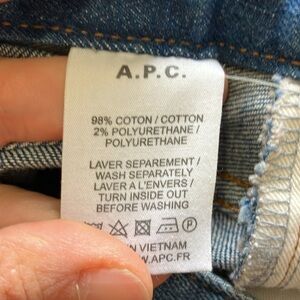 A.P.C.
98% COTON / COTTON
2% POLYURETHANE /
POLYURETHANE
LAVER SEPAREMENT /
WASH SEPARATELY
LAVER A L'ENVERS /
TURN INSIDE OUT
BEFORE WASHING
P
IN VIETNAM
.APC.FR